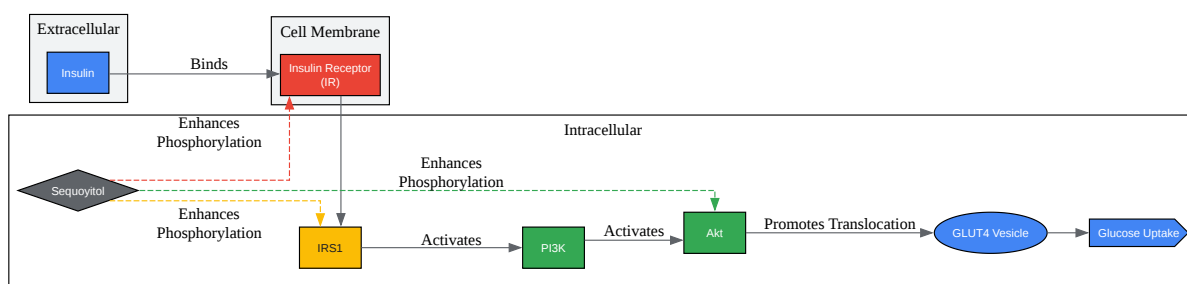 Extracellular
Cell Membrane
Insulin
Binds
Insulin Receptor
(IR)
Enhances
Phosphorylation
Intracellular
Sequoyitol
Enhances
Phosphorylation
Enhances
Phosphorylation
IRS1
Activates
PI3K
Activates
Akt
Promotes Translocation
GLUT4 Vesicle
Glucose Uptake